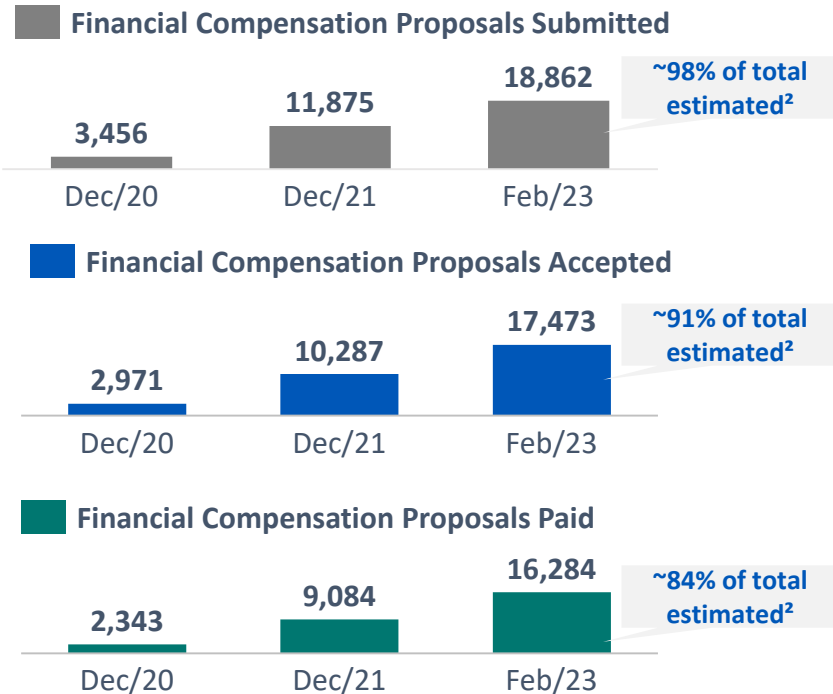 Financial Compensation Proposals Submitted
3,456
11,875
18,862
~98% of total
estimated²
Dec/20
Dec/21
Feb/23
Financial Compensation Proposals Accepted
2,971
10,287
17,473
~91% of total
estimated²
Dec/20
Dec/21
Feb/23
Financial Compensation Proposals Paid
2,343
9,084
16,284
~84% of total
estimated²
Dec/20
Dec/21
Feb/23